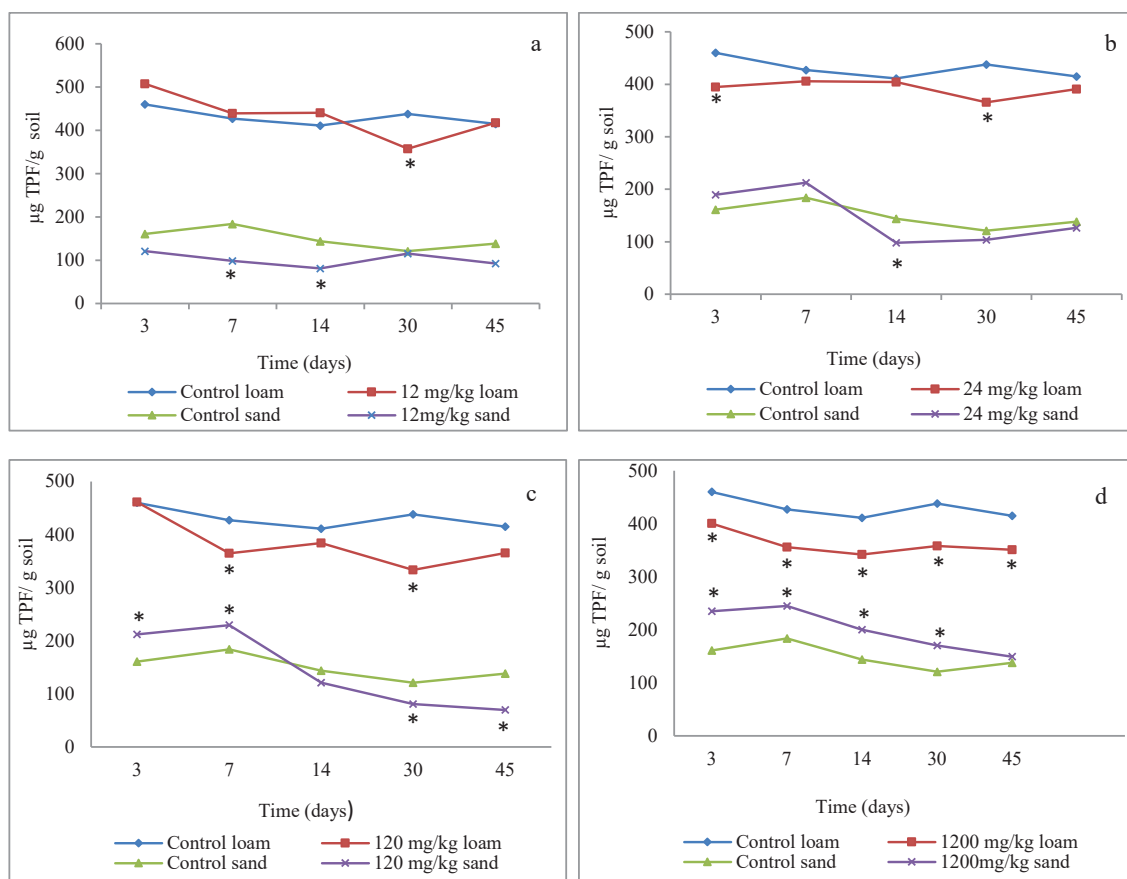 a
600
500
400
300
200
100
0
µg TPF/g soil
*
* *
3 7 14 30 45
Time (days)
Control loam 12 mg/kg loam
Control sand 12mg/kg sand
b
500
400
300
200
100
0
µg TPF/ g soil
* *
*
3 7 14 30 45
Time (days)
Control loam 24 mg/kg loam
Control sand 24 mg/kg sand
c
500
400
300
200
100
0
µg TPF/ g soil
* *
* *
* *
3 7 14 30 45
Time (days)
Control loam 120 mg/kg loam
Control sand 120 mg/kg sand
d
500
400
300
200
100
0
µg TPF/ g soil
* * * * *
* * * *
3 7 14 30 45
Time (days)
Control loam 1200 mg/kg loam
Control sand 1200mg/kg sand